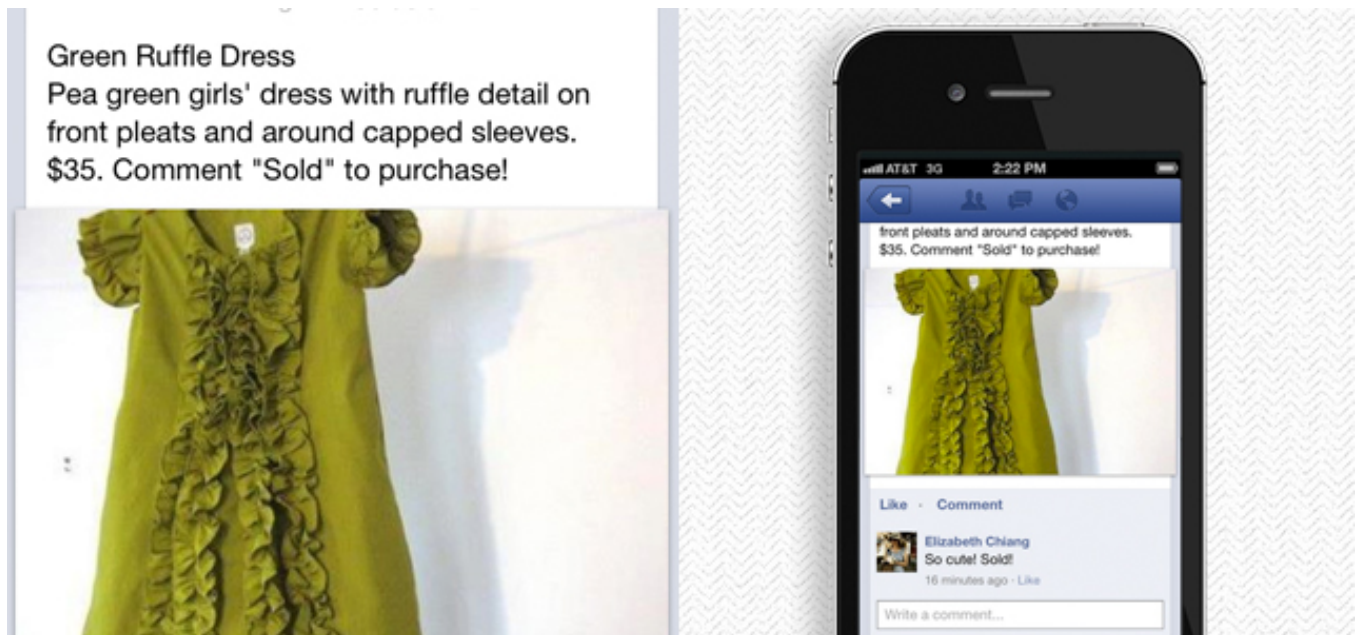 Green Ruffle Dress
Pea green girls' dress with ruffle detail on
front pleats and around capped sleeves.
$35. Comment "Sold" to purchase!
AT&T 3G 2:22 PM
front pleats and around capped sleeves.
$35. Comment "Sold" to purchase!
Like · Comment
Elizabeth Chiang
So cute! Sold!
16 minutes ago · Like
Write a comment...